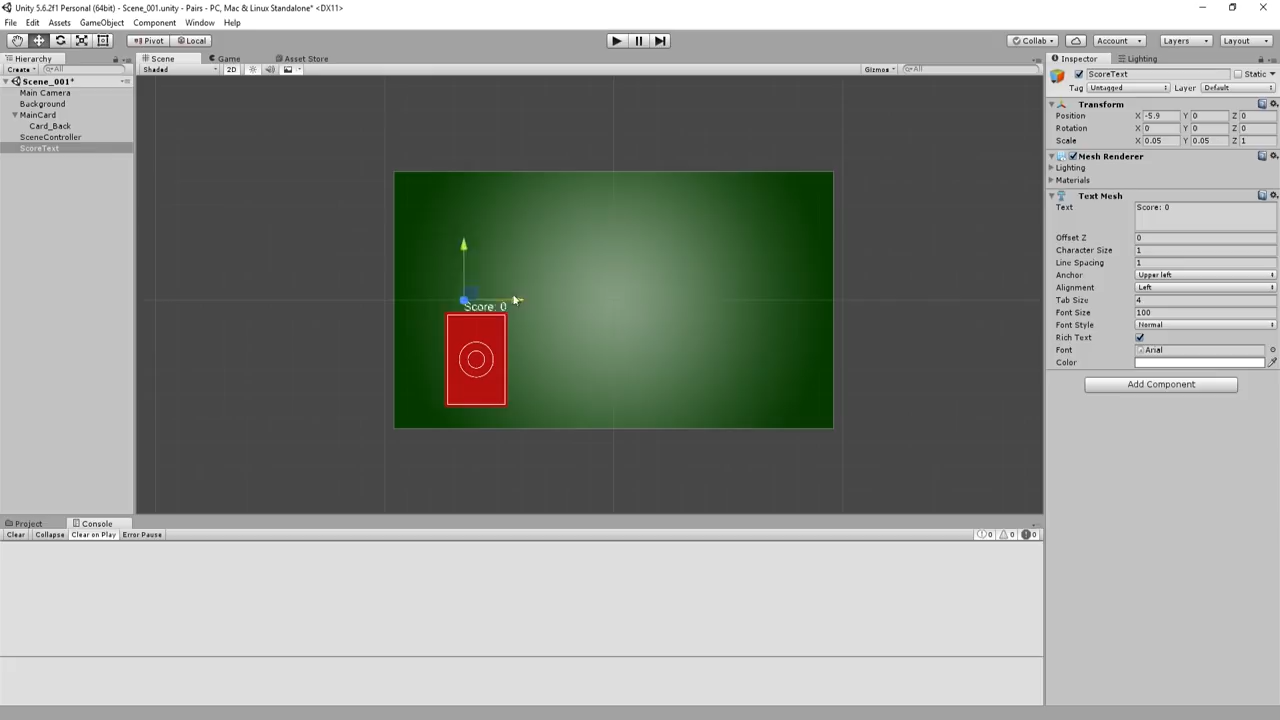 Unity 5.6.2f1 Personal (64bit) - Scene_001.unity - Pairs - PC, Mac & Linux Standalone* <DX11>
File Edit Assets GameObject Component Window Help
Pivot Local Collab Account Layers Layout
Hierarchy Scene Game Asset Store Inspector Lighting
Create All Shaded 2D Gizmos All ScoreText Static
Scene_001*
Tag Untagged Layer Default
Main Camera
Background
MainCard
Card_Back
SceneController
ScoreText
Transform
Position X -5.9 Y 0 Z 0
Rotation X 0 Y 0 Z 0
Scale X 0.05 Y 0.05 Z 1
Mesh Renderer
Lighting
Materials
Text Mesh
Text Score: 0
Offset Z 0
Character Size 1
Line Spacing 1
Anchor Upper left
Alignment Left
Tab Size 4
Font Size 100
Font Style Normal
Rich Text
Font Arial
Color
Add Component
Score: 0
Project Console
Clear Collapse Clear on Play Error Pause 0 0 0